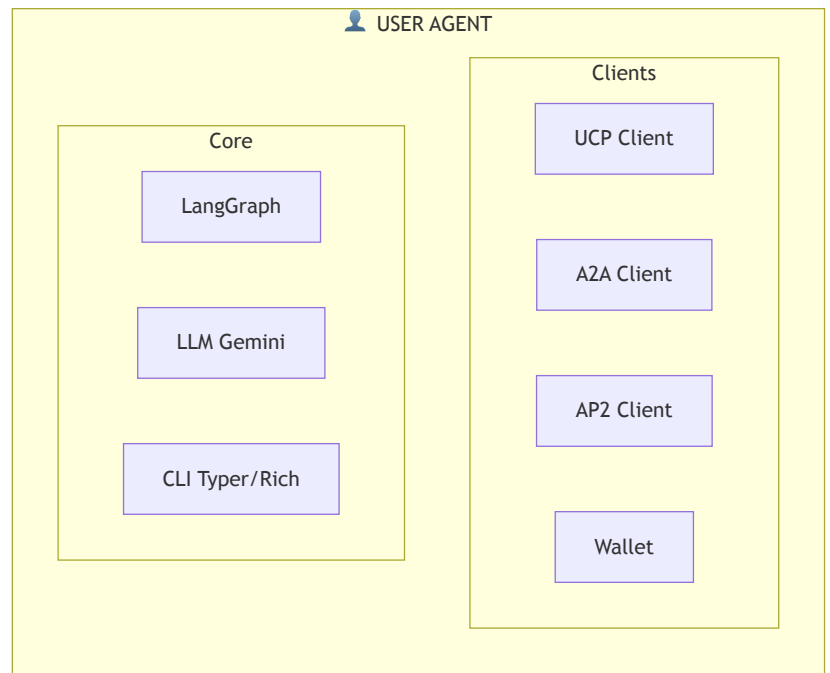 USER AGENT
Core
LangGraph
LLM Gemini
CLI Typer/Rich
Clients
UCP Client
A2A Client
AP2 Client
Wallet